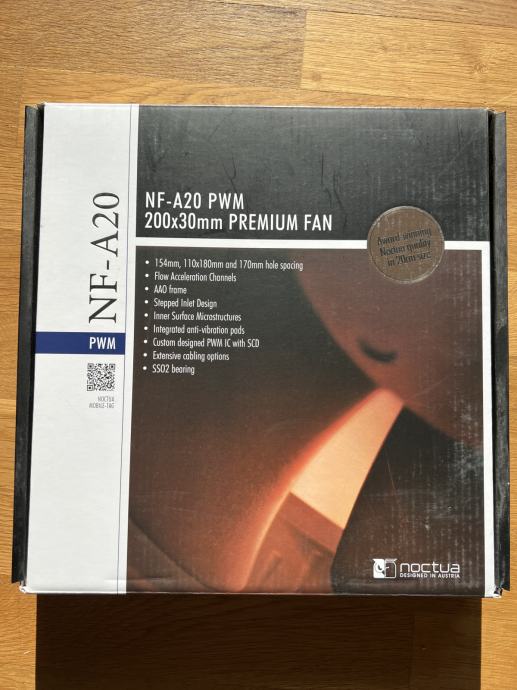 NF-A20
PWM
NOCTUA
MOBILE-TAG
NF-A20 PWM
200x30mm PREMIUM FAN
Award winning
Noctua quality
in 20cm size
• 154mm, 110x180mm and 170mm hole spacing
• Flow Acceleration Channels
• AAO frame
• Stepped Inlet Design
• Inner Surface Microstructures
• Integrated anti-vibration pads
• Custom designed PWM IC with SCD
• Extensive cabling options
• SSO2 bearing
noctua
DESIGNED IN AUSTRIA